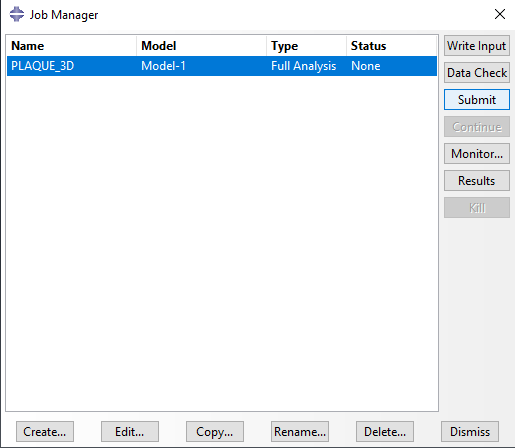 Job Manager
Name Model Type Status
PLAQUE_3D Model-1 Full Analysis None
Write Input
Data Check
Submit
Continue
Monitor...
Results
Kill
Create... Edit... Copy... Rename... Delete... Dismiss